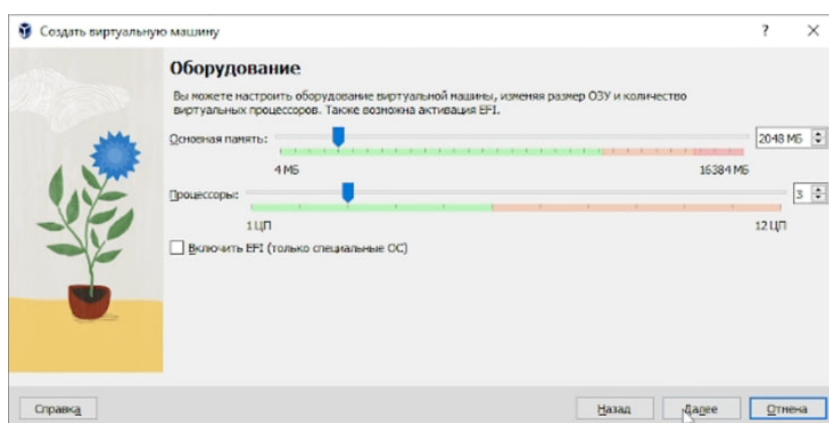 Создать виртуальную машину
?
Оборудование
Вы можете настроить оборудование виртуальной машины, изменяя размер ОЗУ и количество
виртуальных процессоров. Также возможна активация EFI.
Основная память:
2048 МБ
4 МБ
16384 МБ
Процессоры:
3
1 ЦП
12 ЦП
Включить EFI (только специальные ОС)
Справка
Назад
Далее
Отмена